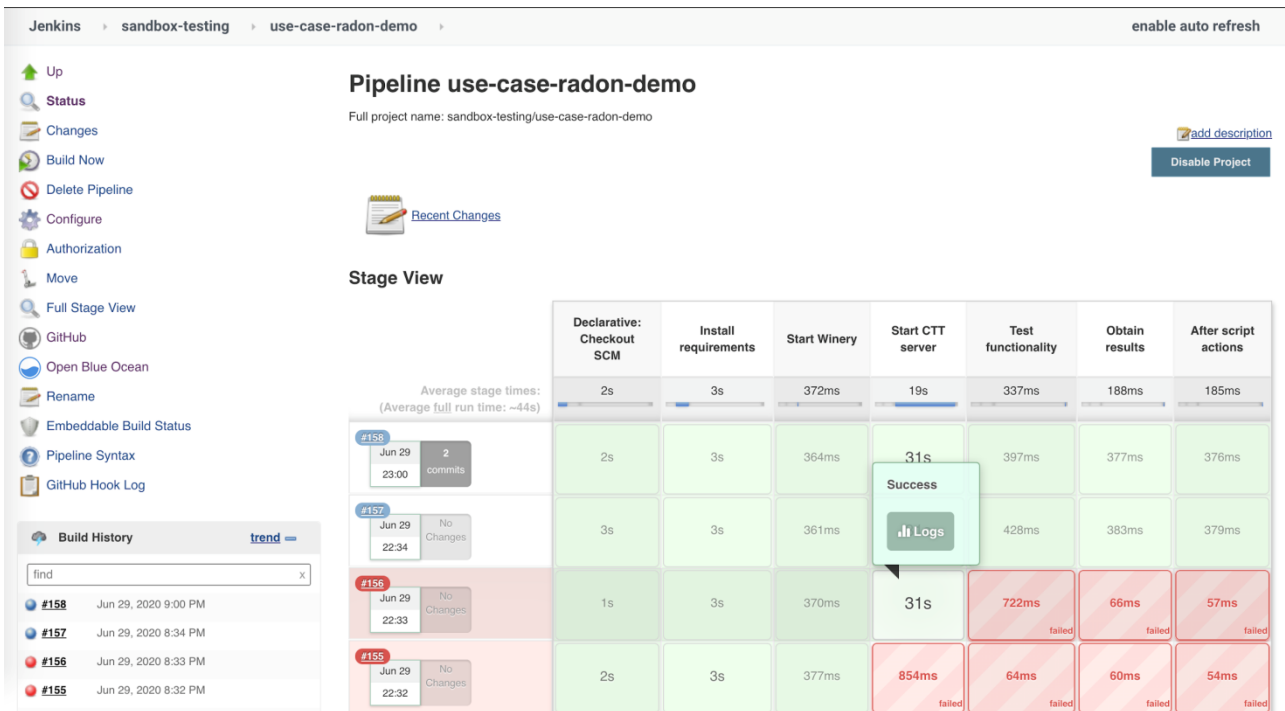 Jenkins sandbox-testing use-case-radon-demo enable auto refresh
Up
Status
Changes
Build Now
Delete Pipeline
Configure
Authorization
Move
Full Stage View
GitHub
Open Blue Ocean
Rename
Embeddable Build Status
Pipeline Syntax
GitHub Hook Log
Build History trend
find x
#158 Jun 29, 2020 9:00 PM
#157 Jun 29, 2020 8:34 PM
#156 Jun 29, 2020 8:33 PM
#155 Jun 29, 2020 8:32 PM
Pipeline use-case-radon-demo
Full project name: sandbox-testing/use-case-radon-demo
add description
Disable Project
Recent Changes
Stage View
Declarative:
Checkout
SCM
Install
requirements
Start Winery
Start CTT
server
Test
functionality
Obtain
results
After script
actions
Average stage times:
(Average full run time: ~44s)
2s 3s 372ms 19s 337ms 188ms 185ms
#158
Jun 29
23:00
2
commits
2s 3s 364ms 31s 397ms 377ms 376ms
Success
Logs
#157
Jun 29
22:34
No
Changes
3s 3s 361ms 428ms 383ms 379ms
#156
Jun 29
22:33
No
Changes
1s 3s 370ms 31s 722ms 66ms 57ms
failed failed failed
#155
Jun 29
22:32
No
Changes
2s 3s 377ms 854ms 64ms 60ms 54ms
failed failed failed failed